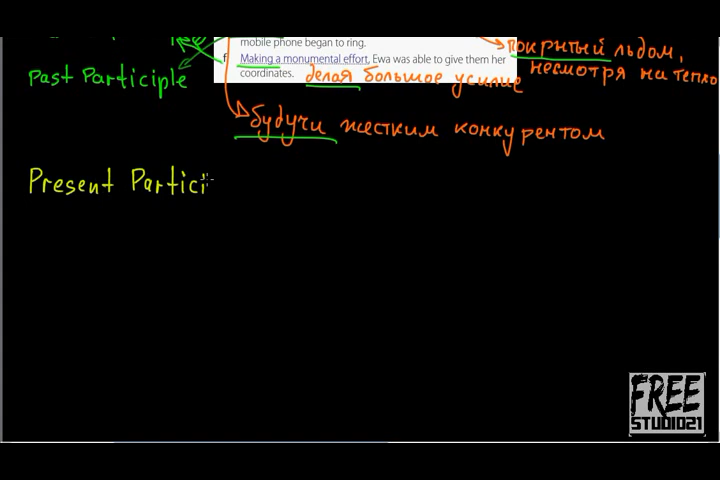 mobile phone began to ring.
покрытый льдом,
f Making a monumental effort, Ewa was able to give them her
несмотря на тепло
coordinates. делая большое усилие
Past Participle
будучи жестким конкурентом
Present Partici
FREE
STUDIO21